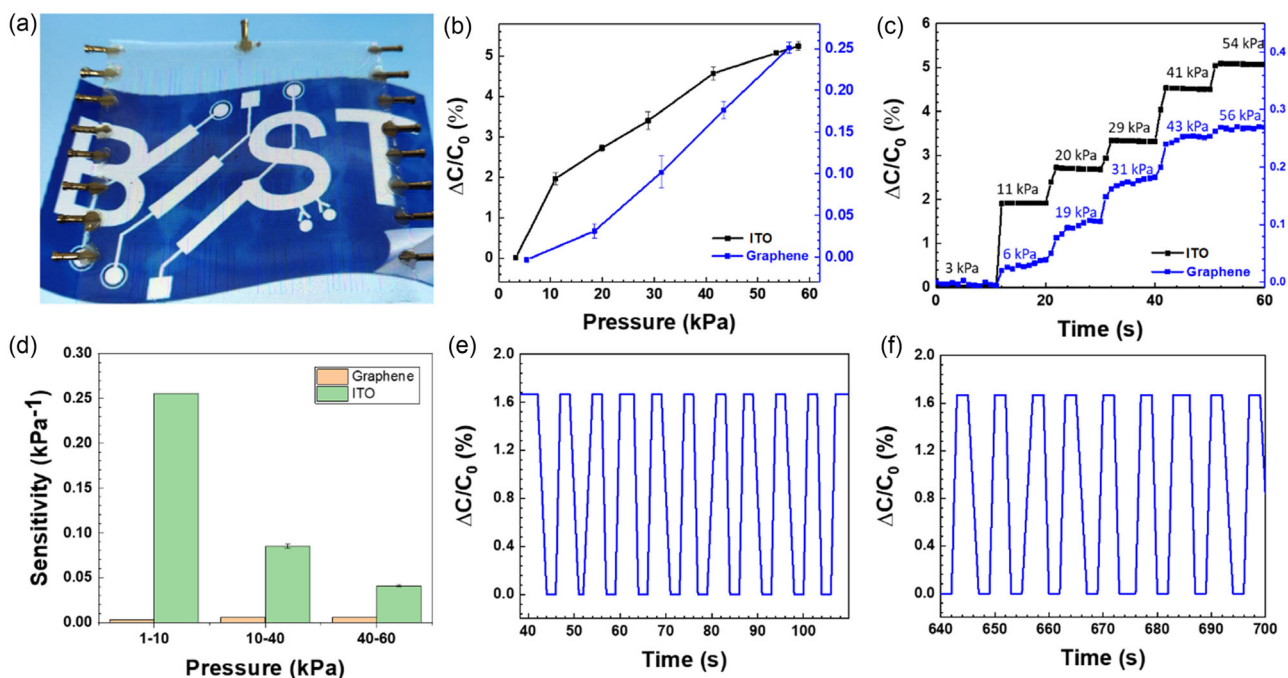 (a)
BEST
(b)
ΔC/C0 (%)
5
4
3
2
1
0
0.25
0.20
0.15
0.10
0.05
0.00
ITO
Graphene
0 10 20 30 40 50 60
Pressure (kPa)
(c)
ΔC/C0 (%)
6
5
4
3
2
1
0
0.4
0.3
0.2
0.1
0.0
54 kPa
41 kPa
29 kPa
20 kPa
11 kPa
3 kPa
56 kPa
43 kPa
31 kPa
19 kPa
6 kPa
ITO
Graphene
0 20 40 60
Time (s)
(d)
Sensitivity (kPa-1)
0.30
0.25
0.20
0.15
0.10
0.05
0.00
Graphene
ITO
1-10 10-40 40-60
Pressure (kPa)
(e)
ΔC/C0 (%)
2.0
1.6
1.2
0.8
0.4
0.0
40 50 60 70 80 90 100
Time (s)
(f)
ΔC/C0 (%)
2.0
1.6
1.2
0.8
0.4
0.0
640 650 660 670 680 690 700
Time (s)